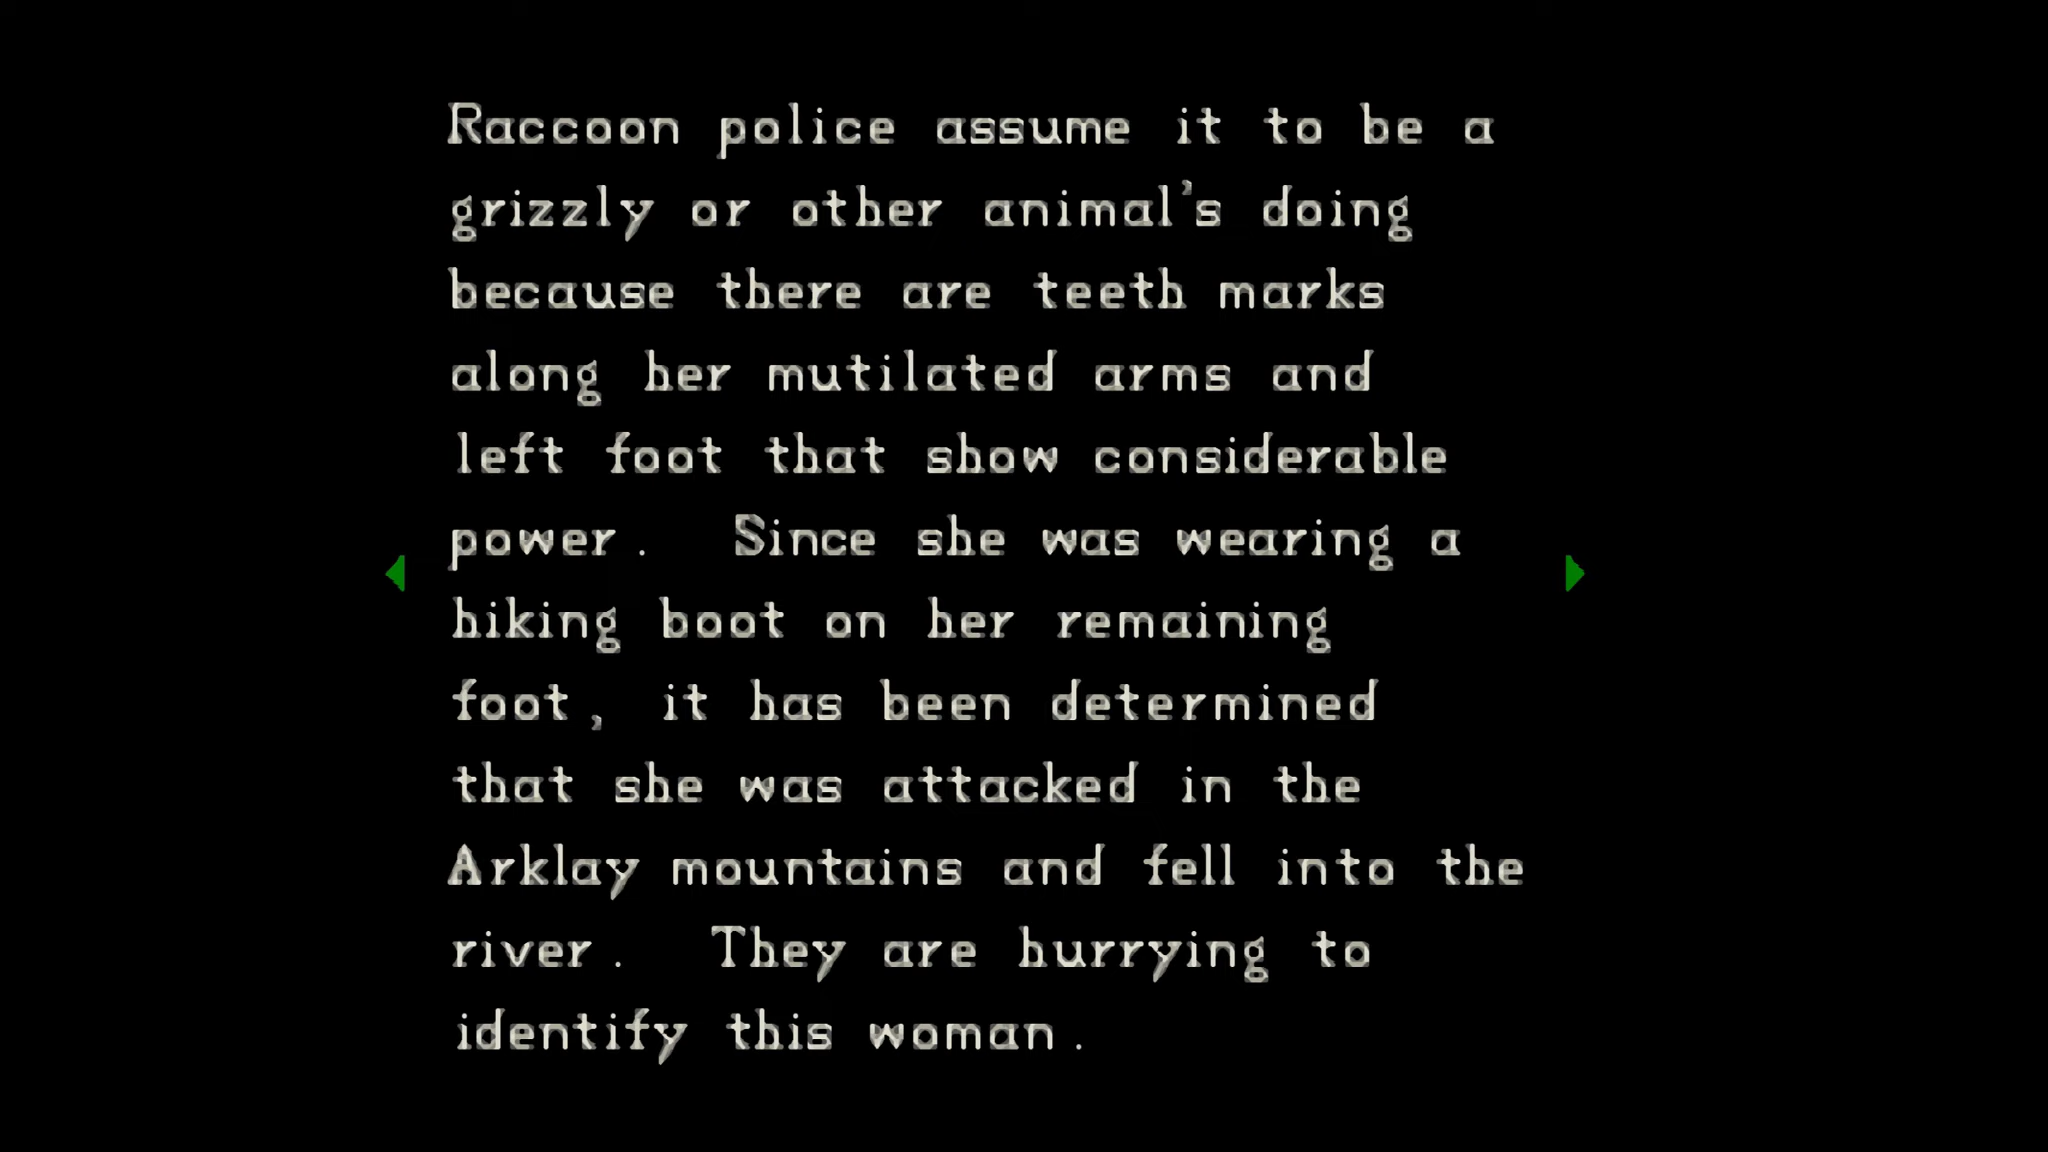 Raccoon police assume it to be a
grizzly or other animal's doing
because there are teeth marks
along her mutilated arms and
left foot that show considerable
power.  Since she was wearing a
hiking boot on her remaining
foot, it has been determined
that she was attacked in the
Arklay mountains and fell into the
river.  They are hurrying to
identify this woman.